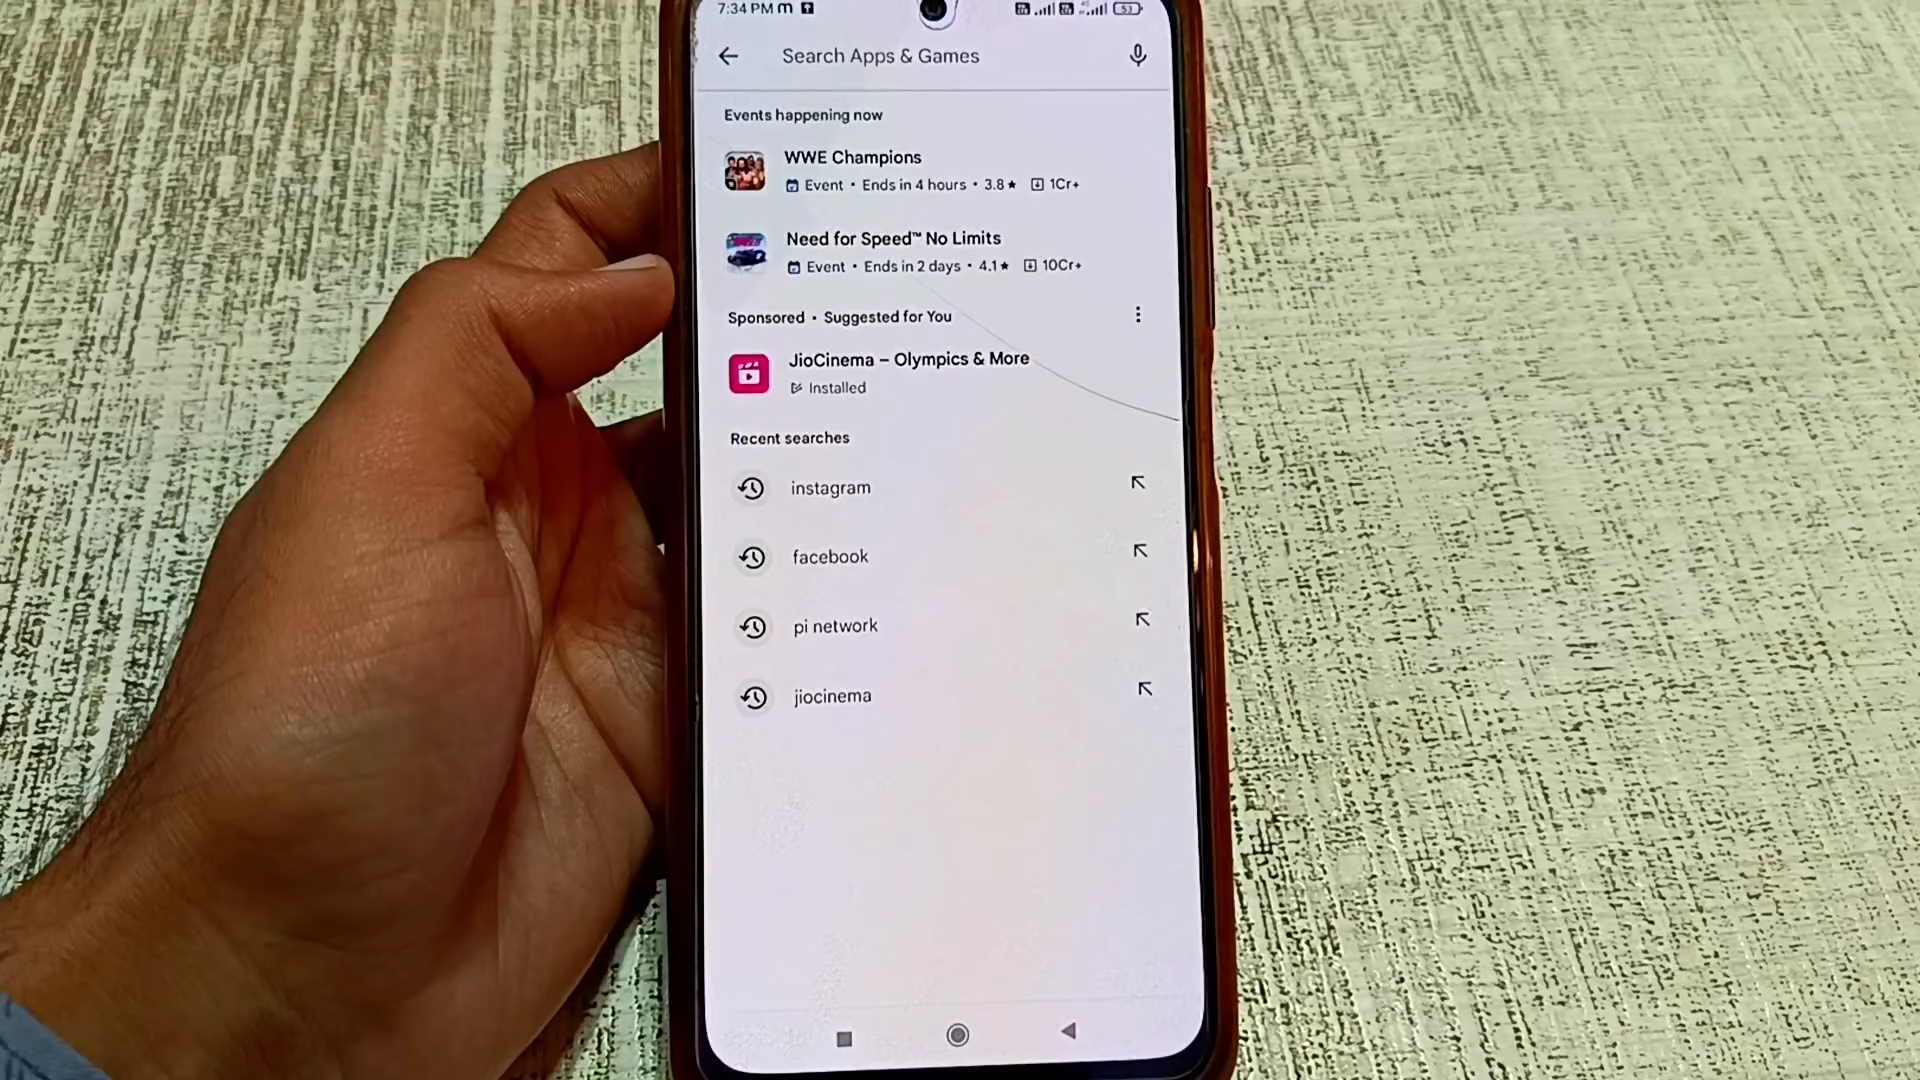 7:34 PM m
53
Search Apps & Games
Events happening now
WWE Champions
Event • Ends in 4 hours • 3.8★ 1Cr+
Need for Speed™ No Limits
Event • Ends in 2 days • 4.1★ 10Cr+
Sponsored • Suggested for You
JioCinema – Olympics & More
Installed
Recent searches
instagram
facebook
pi network
jiocinema